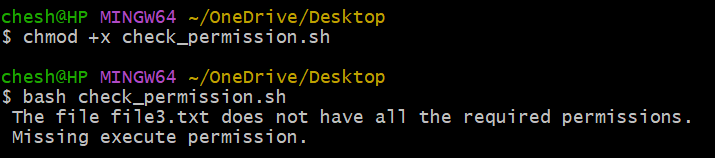 chesh@HP MINGW64 ~/OneDrive/Desktop
$ chmod +x check_permission.sh
chesh@HP MINGW64 ~/OneDrive/Desktop
$ bash check_permission.sh
The file file3.txt does not have all the required permissions.
Missing execute permission.